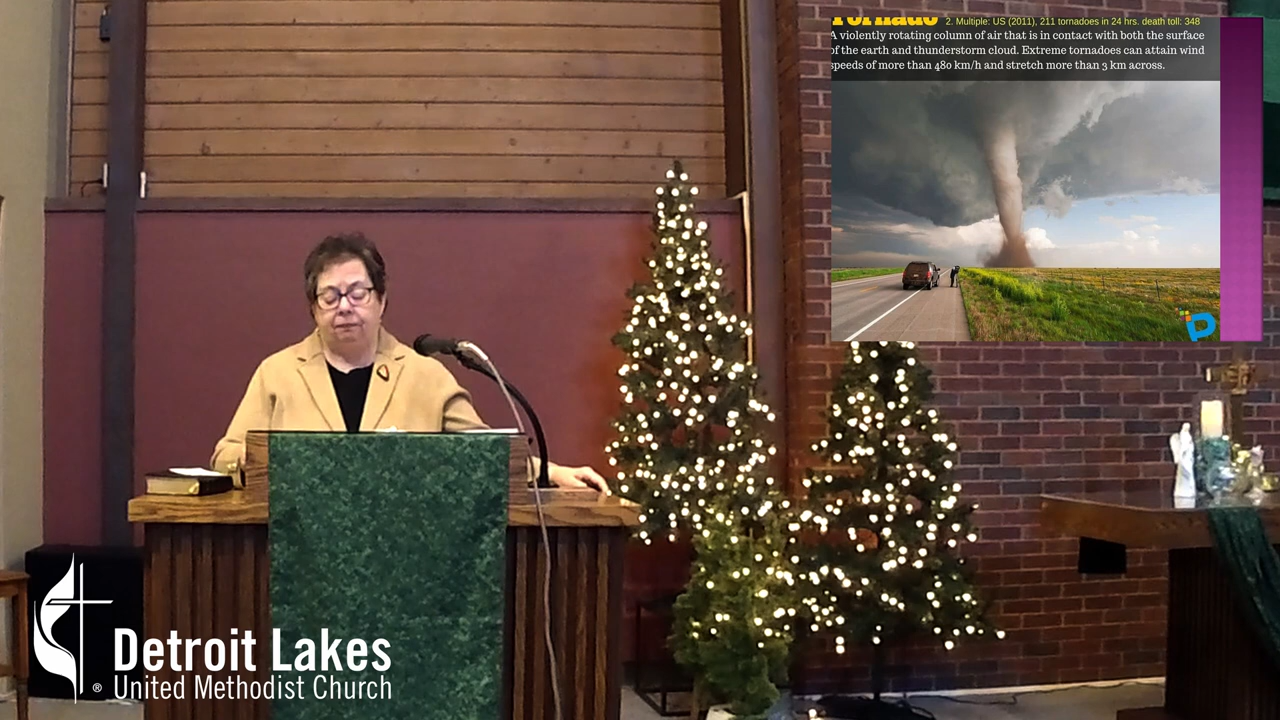 Tornado 2. Multiple: US (2011), 211 tornadoes in 24 hrs. death toll: 348
A violently rotating column of air that is in contact with both the surface
of the earth and thunderstorm cloud. Extreme tornadoes can attain wind
speeds of more than 480 km/h and stretch more than 3 km across.
Detroit Lakes
® United Methodist Church